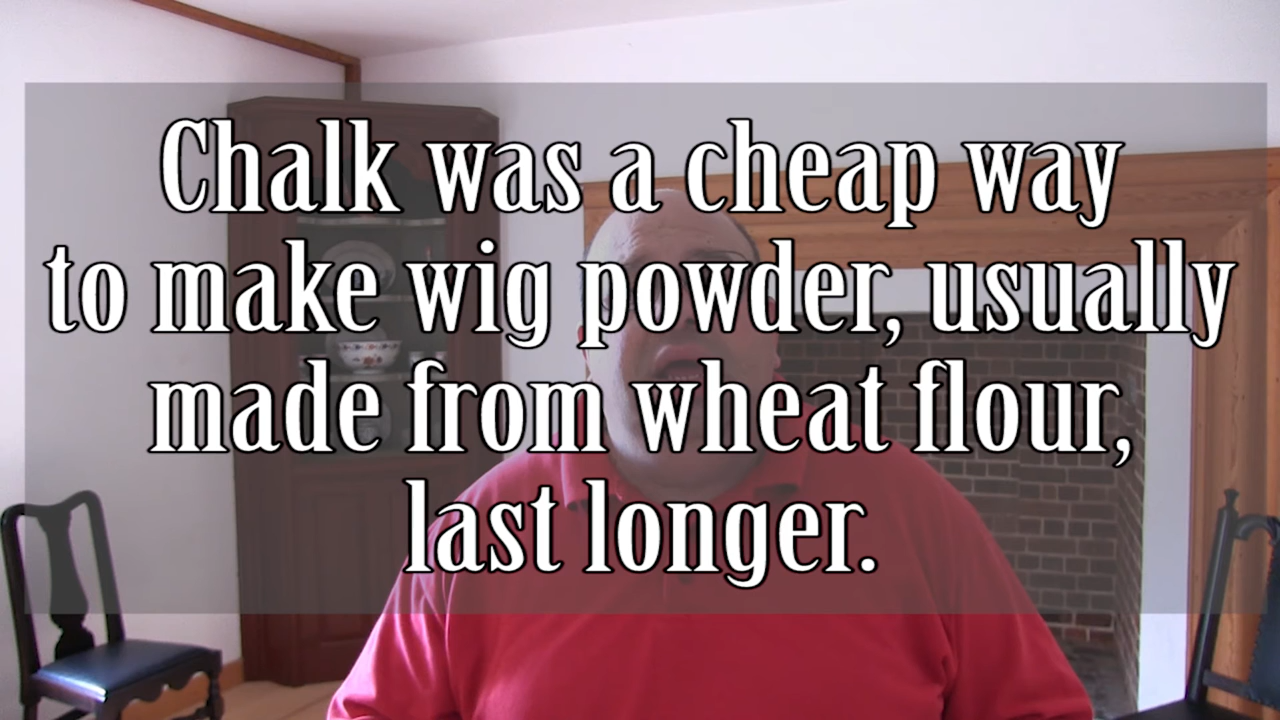 Chalk was a cheap way
to make wig powder, usually
made from wheat flour,
last longer.